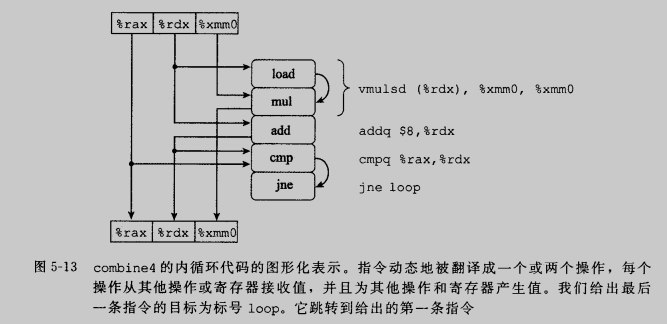 %rax %rdx %xmm0
load
mul
vmulsd (%rdx), %xmm0, %xmm0
add
addq $8,%rdx
cmp
cmpq %rax,%rdx
jne
jne loop
%rax %rdx %xmm0
图 5-13 combine4 的内循环代码的图形化表示。指令动态地被翻译成一个或两个操作，每个
操作从其他操作或寄存器接收值，并且为其他操作和寄存器产生值。我们给出最后
一条指令的目标为标号 loop。它跳转到给出的第一条指令